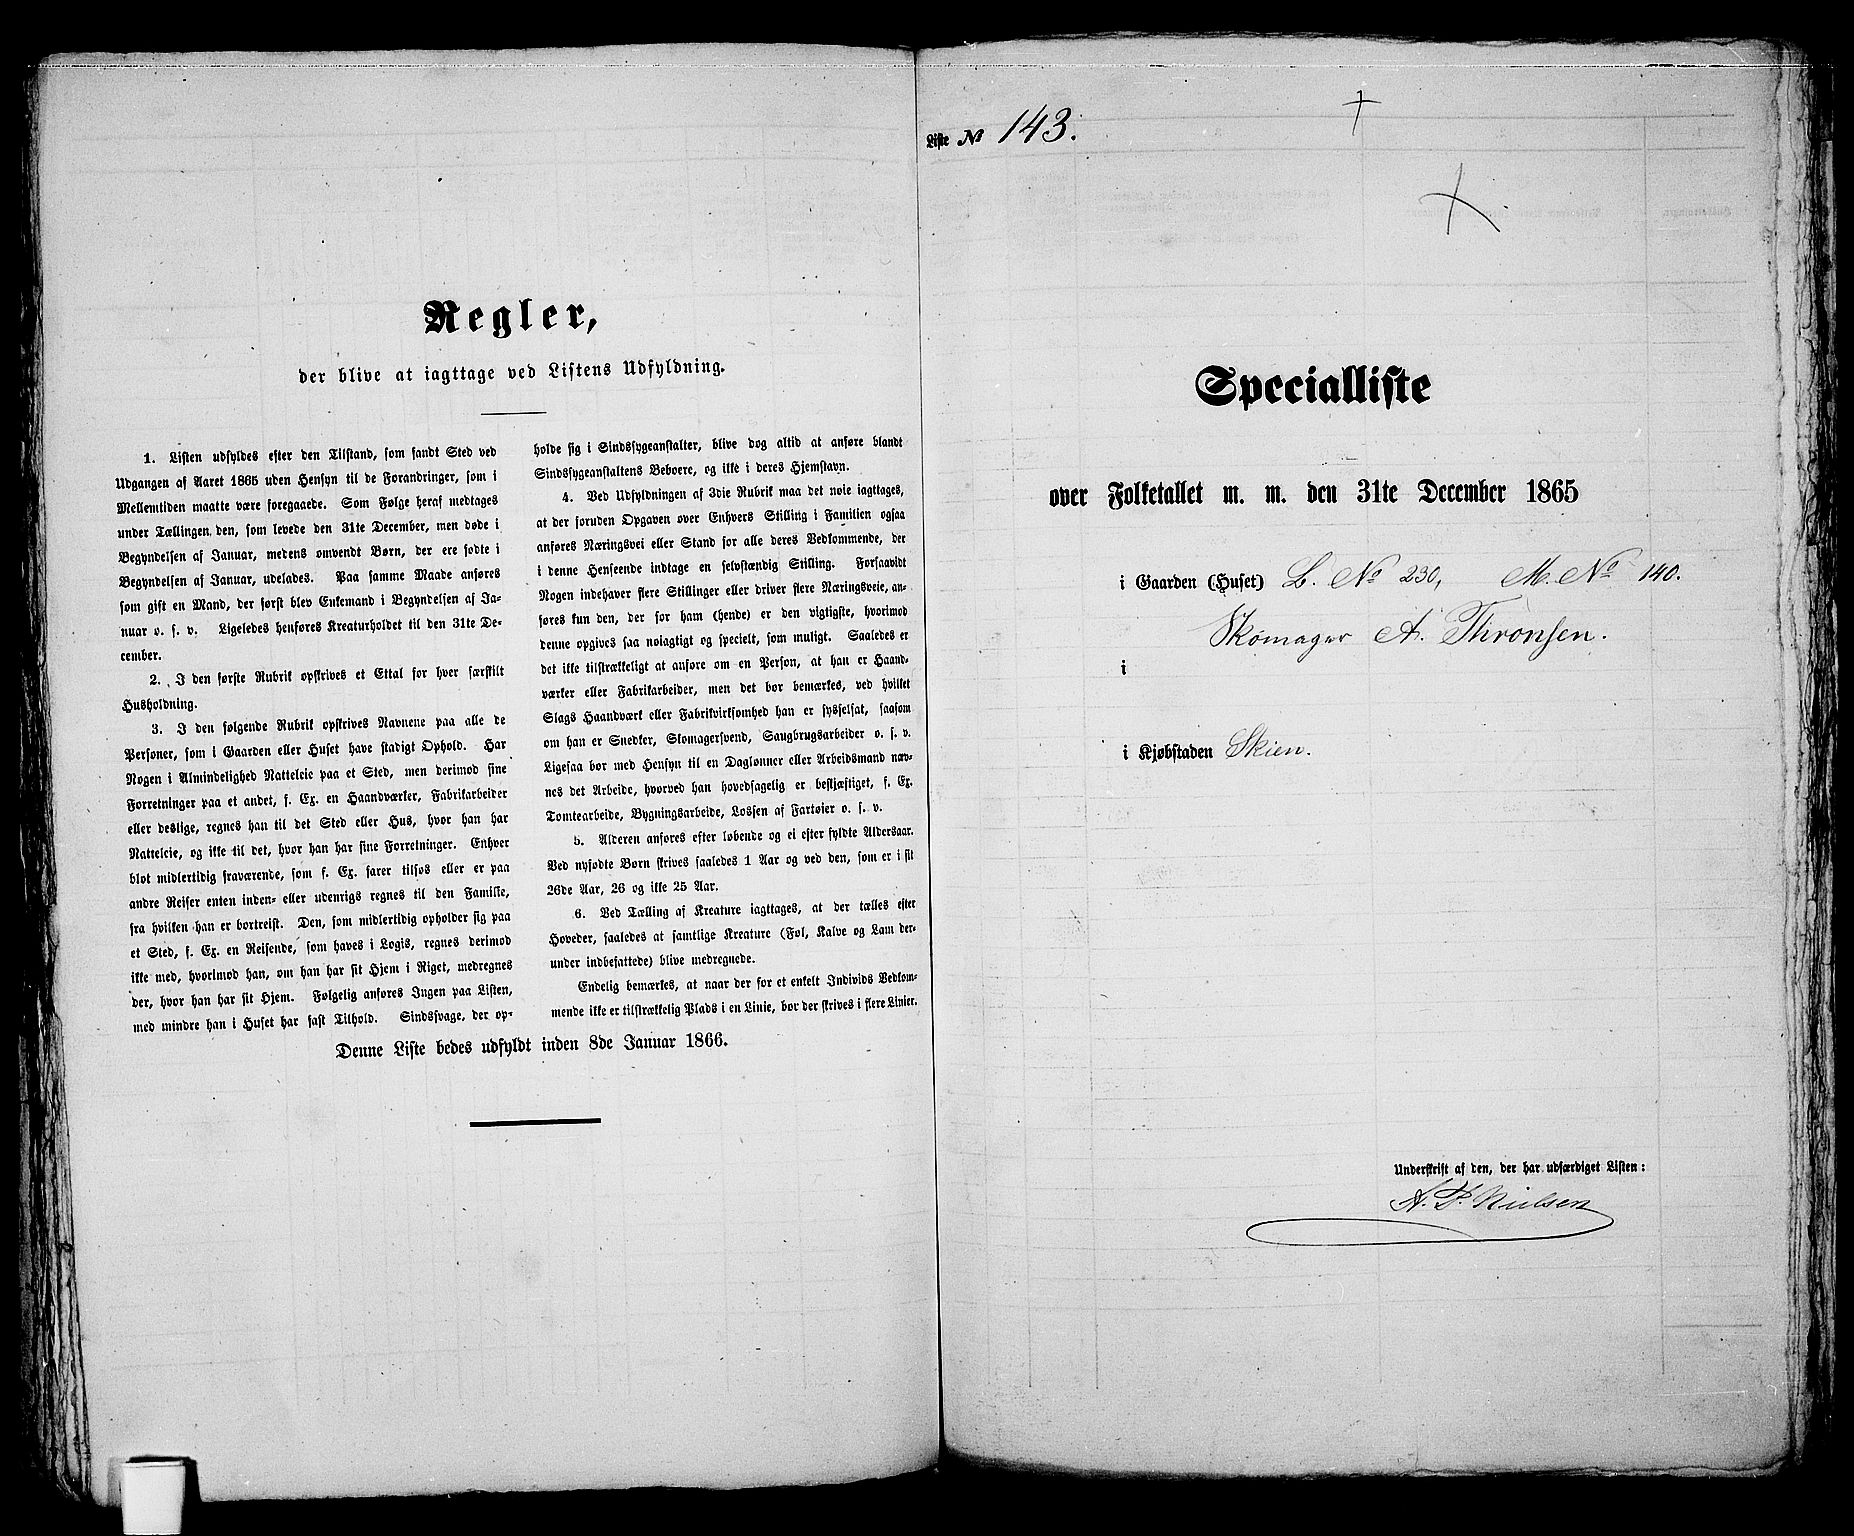 Regler,
der blive at iagttage ved Listens Udfyldning.
1. Listen udfyldes efter den Tilstand, som fandt Sted ved
Udgangen af Aaret 1865 uden Hensyn til de Forandringer, som i
Mellemtiden maatte være foregaaede. Som Følge heraf medtages
under Tællingen den, som levede den 31te December, men døde i
Begyndelsen af Januar, medens omvendt Børn, der ere fødte i
Begyndelsen af Januar, udelades. Paa samme Maade anføres
som gift en Mand, der først blev Enkemand i Begyndelsen af Ja-
nuar o. s. v. Ligeledes henføres Kreaturholdet til den 31te De-
cember.
2. I den første Rubrik opskrives et Ettal for hver særskilt
Husholdning.
3. I den følgende Rubrik opskrives Navnene paa alle de
Personer, som i Gaarden eller Huset have stadigt Ophold. Har
Nogen i Almindelighed Natteleie paa et Sted, men derimod sine
Forretninger paa et andet, f. Ex. en Haandværker, Fabrikarbeider
eller deslige, regnes han til det Sted eller Hus, hvor han har
Natteleie, og ikke til det, hvor han har sine Forretninger. Enhver
blot midlertidig fraværende, som f. Ex. farer tilsøs eller er paa
andre Reiser enten inden- eller udenrigs regnes til den Familie,
fra hvilken han er bortreist. Den, som midlertidig opholder sig paa
et Sted, f. Ex. en Reisende, som haves i Logis, regnes derimod
ikke med, hvorimod han, om han har sit Hjem i Riget, medregnes
der, hvor han har sit Hjem. Følgelig anføres Ingen paa Listen,
med mindre han i Huset har fast Tilhold. Sindssvage, der op-
holde sig i Sindssygeanstalter, blive dog altid at anføre blandt
Sindssygeanstaltens Beboere, og ikke i deres Hjemstavn.
4. Ved Udfyldningen af 3die Rubrik maa det nøie iagttages,
at der foruden Opgaven over Enhvers Stilling i Familien ogsaa
anføres Næringsvei eller Stand for alle deres Vedkommende, der
i denne Henseende indtage en selvstændig Stilling. Forsaavidt
Nogen indehaver flere Stillinger eller driver flere Næringsveie, an-
føres kun den, der for ham (hende) er den vigtigste, hvorimod
denne opgives saa nøiagtigt og specielt, som muligt. Saaledes er
det ikke tilstrækkeligt at anføre om en Person, at han er Haand-
værker eller Fabrikarbeider, men det bør bemærkes, ved hvilket
Slags Haandværk eller Fabrikvirksomhed han er sysselsat, saasom
om han er Snedker, Skomagersvend, Saugbrugsarbeider o. s. v.
Ligesaa bør med Hensyn til en Daglønner eller Arbeidsmand næv-
nes det Arbeide, hvorved han hovedsagelig er beskjæftiget, f. Ex.
Tomtearbeide, Bygningsarbeide, Lossen af Fartøier o. s. v.
5. Alderen anføres efter løbende og ei efter fyldte Aldersaar.
Ved nyfødte Børn skrives saaledes 1 Aar og ved den, som er i sit
26de Aar, 26 og ikke 25 Aar.
6. Ved Tælling af Kreature iagttages, at der tælles efter
Hoveder, saaledes at samtlige Kreature (Føl, Kalve og Lam der-
under indbefattede) blive medregnede.
Endelig bemærkes, at naar der for et enkelt Individs Vedkom-
mende ikke er tilstrækkelig Plads i en Linie, bør der skrives i flere Linier.
Denne Liste bedes udfyldt inden 8de Januar 1866.
Liste No 143.
Specialliste
over Folketallet m. m. den 31te December 1865
i Gaarden (Huset) L. No 230, M. No 140.
Skomager A. Thronsen.
i
i Kjøbstaden Skien.
Underskrift af den, der har udfærdiget Listen:
A. P. Nielsen